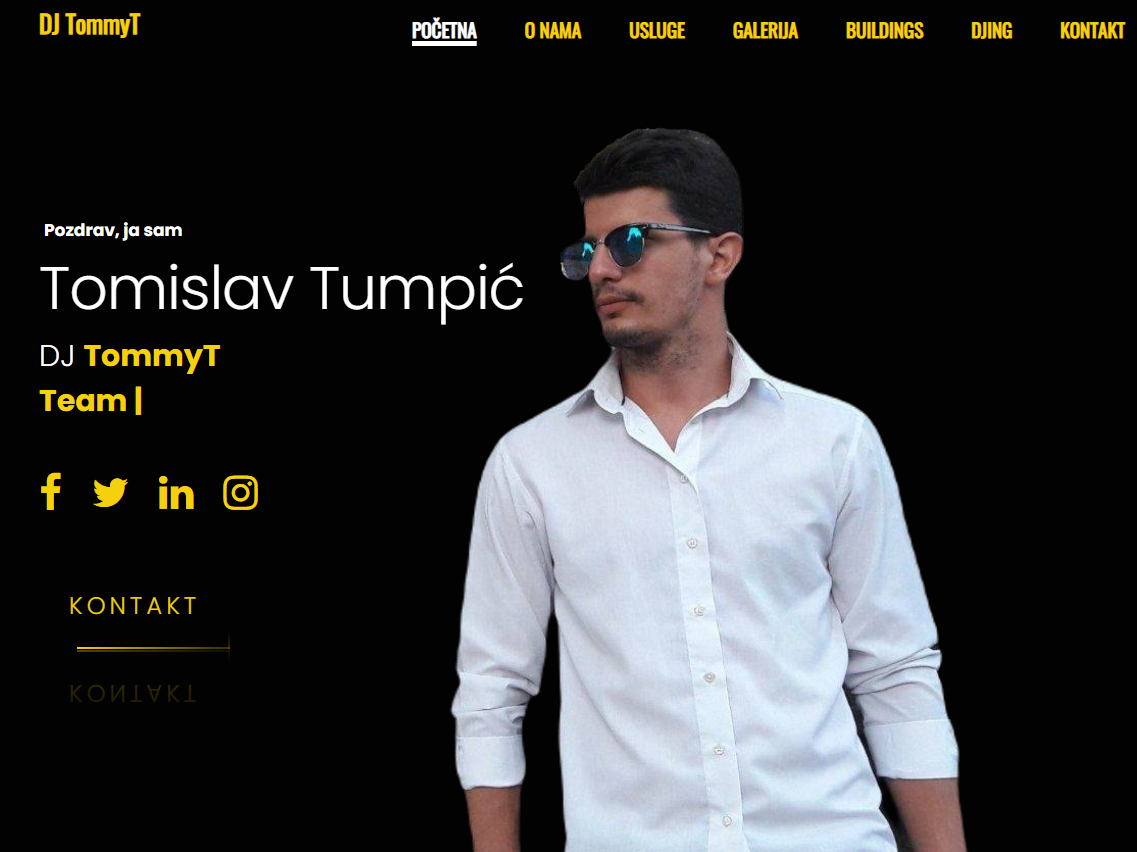 DJ TommyT
POČETNA O NAMA USLUGE GALERIJA BUILDINGS DJING KONTAKT
Pozdrav, ja sam
Tomislav Tumpić
DJ TommyT
Team |
KONTAKT
KONTAKT